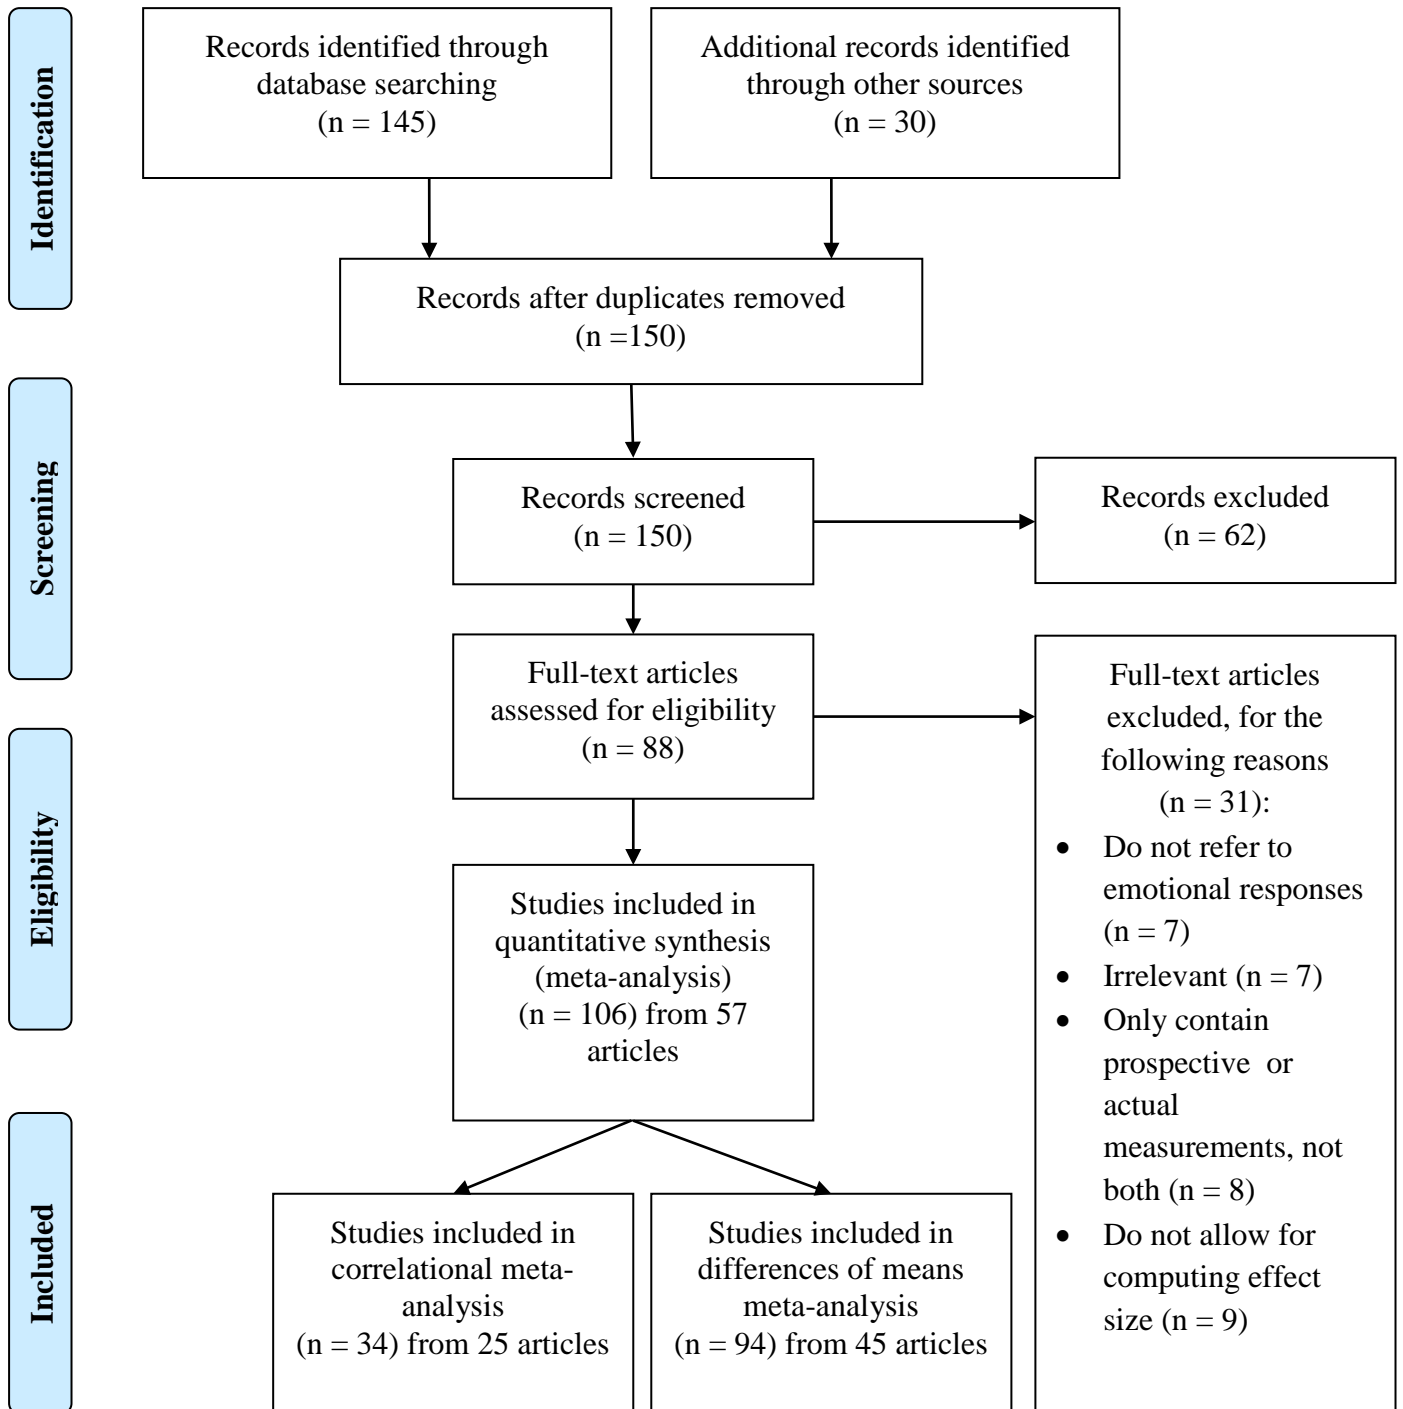 Identification
Records identified through
database searching
(n = 145)
Additional records identified
through other sources
(n = 30)
Records after duplicates removed
(n =150)
Screening
Records screened
(n = 150)
Records excluded
(n = 62)
Full-text articles
assessed for eligibility
(n = 88)
Full-text articles
excluded, for the
following reasons
(n = 31):
• Do not refer to
emotional responses
(n = 7)
• Irrelevant (n = 7)
• Only contain
prospective or
actual
measurements, not
both (n = 8)
• Do not allow for
computing effect
size (n = 9)
Eligibility
Studies included in
quantitative synthesis
(meta-analysis)
(n = 106) from 57
articles
Included
Studies included in
correlational meta-
analysis
(n = 34) from 25 articles
Studies included in
differences of means
meta-analysis
(n = 94) from 45 articles